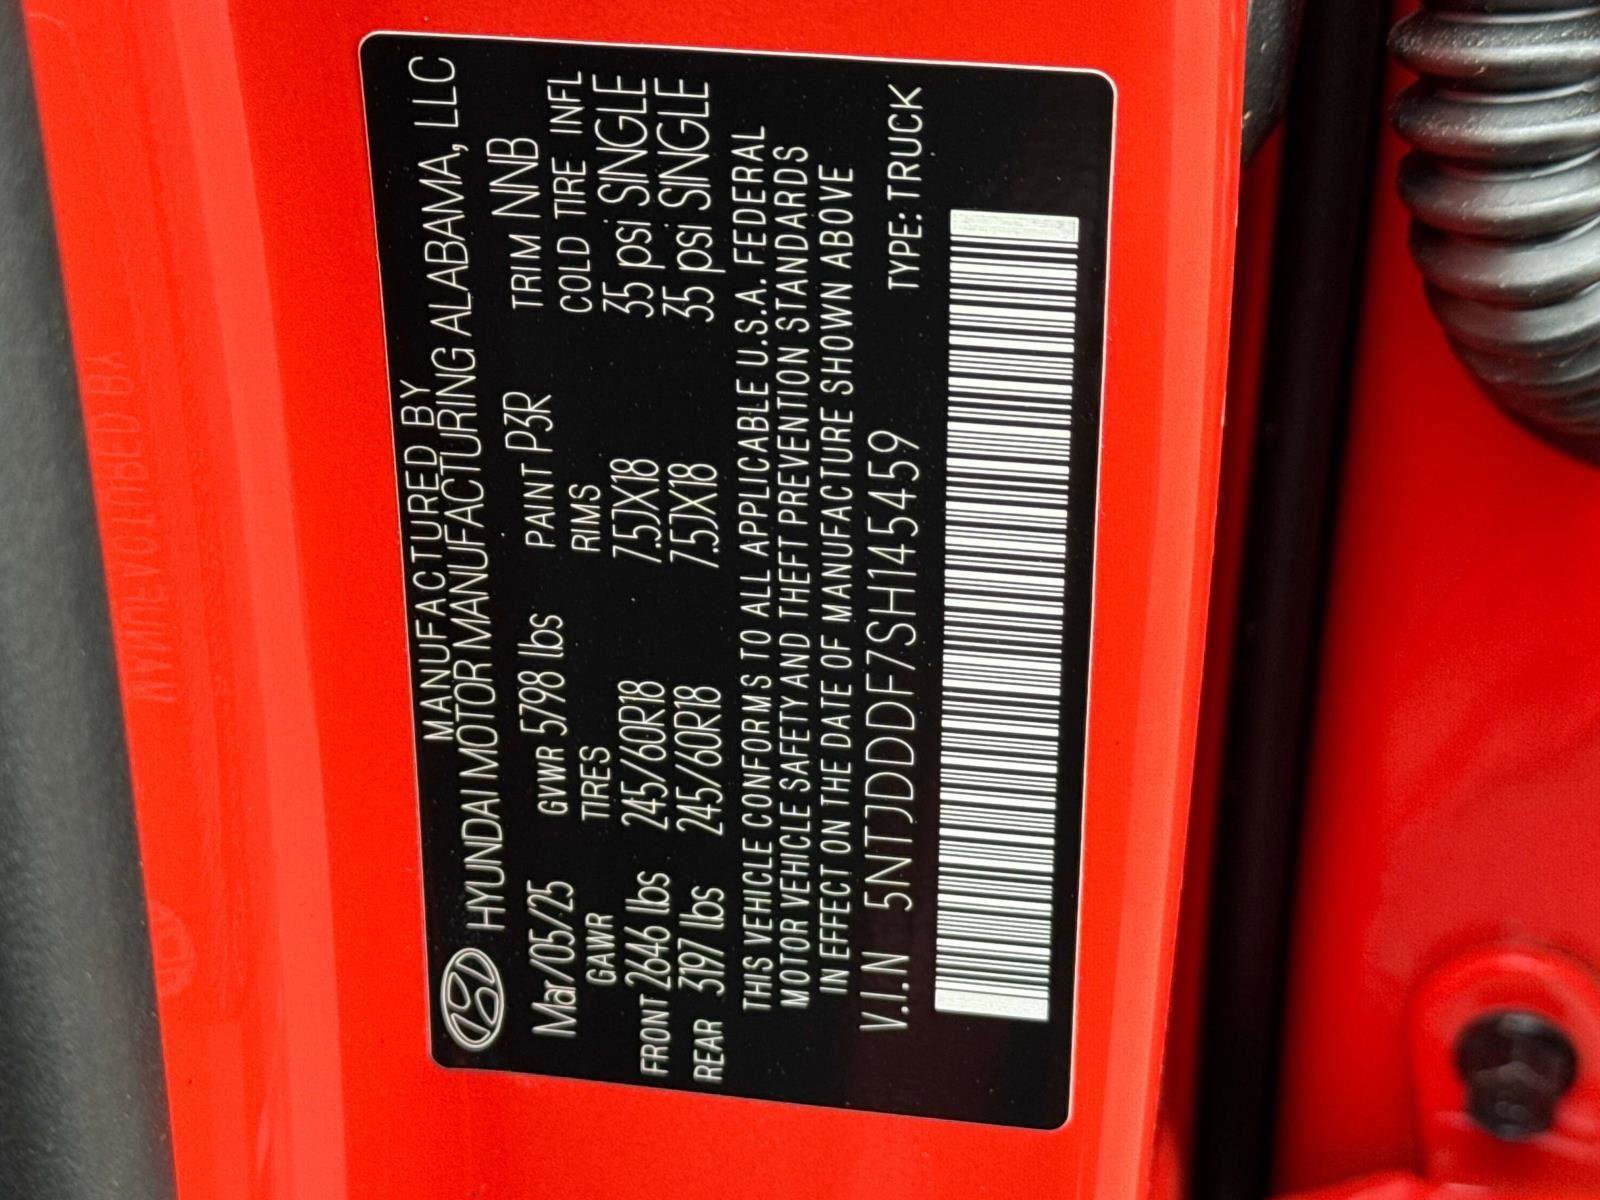 MANUFACTURED BY
HYUNDAI MOTOR MANUFACTURING ALABAMA, LLC
Mar/05/25 GVWR 5798 lbs PAINT P3R TRIM NNB
GAWR TIRES RIMS COLD TIRE INFL
FRONT 2646 lbs 245/60R18 7.5JX18 35 psi SINGLE
REAR 3197 lbs 245/60R18 7.5JX18 35 psi SINGLE
THIS VEHICLE CONFORMS TO ALL APPLICABLE U.S.A. FEDERAL
MOTOR VEHICLE SAFETY AND THEFT PREVENTION STANDARDS
IN EFFECT ON THE DATE OF MANUFACTURE SHOWN ABOVE
V.I.N 5NTJDDDF7SH145459 TYPE: TRUCK